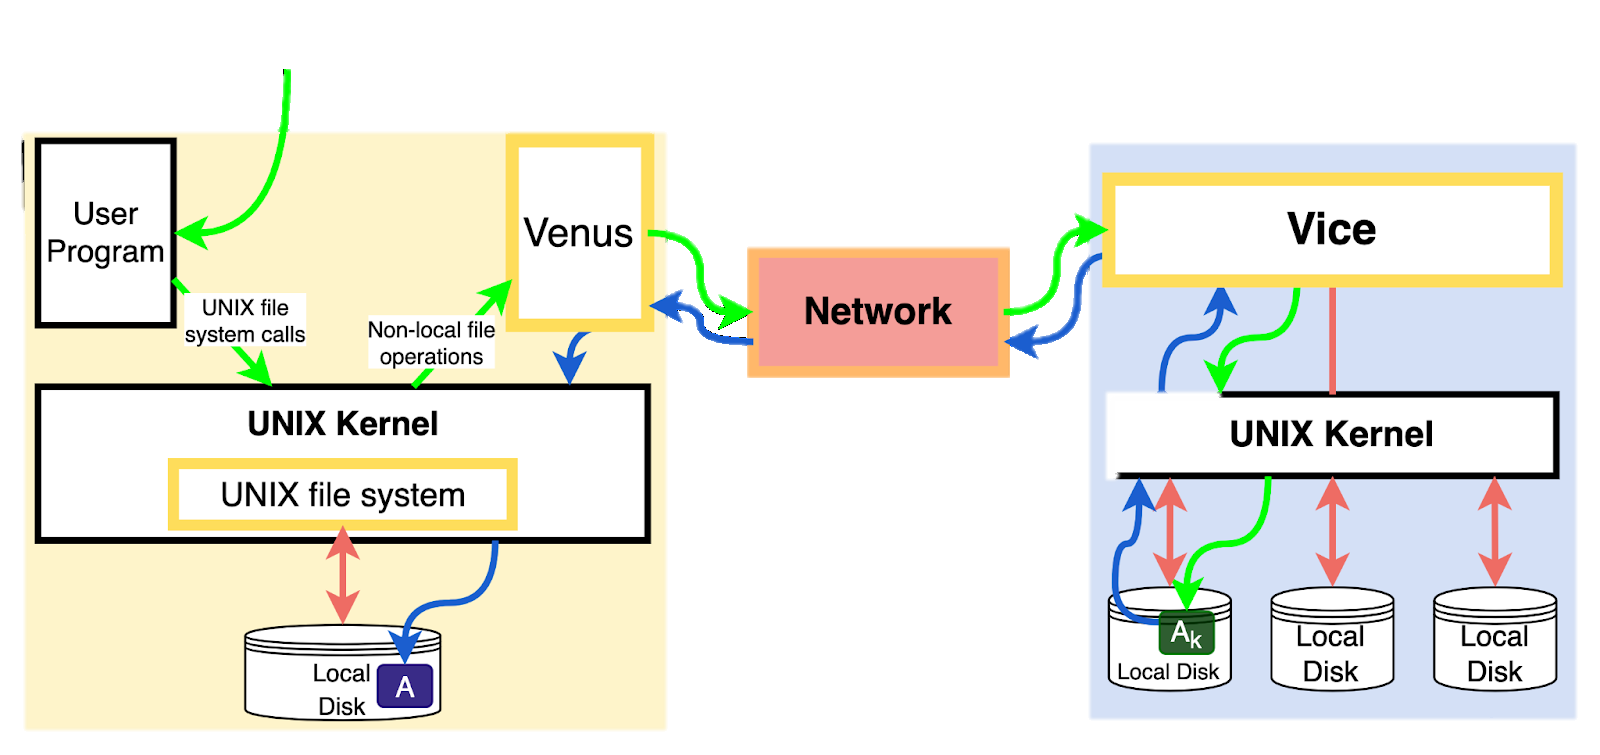 User
Program
UNIX file
system calls
Non-local file
operations
Venus
UNIX Kernel
UNIX file system
Local
Disk
A
Network
Vice
UNIX Kernel
Ak
Local Disk
Local
Disk
Local
Disk